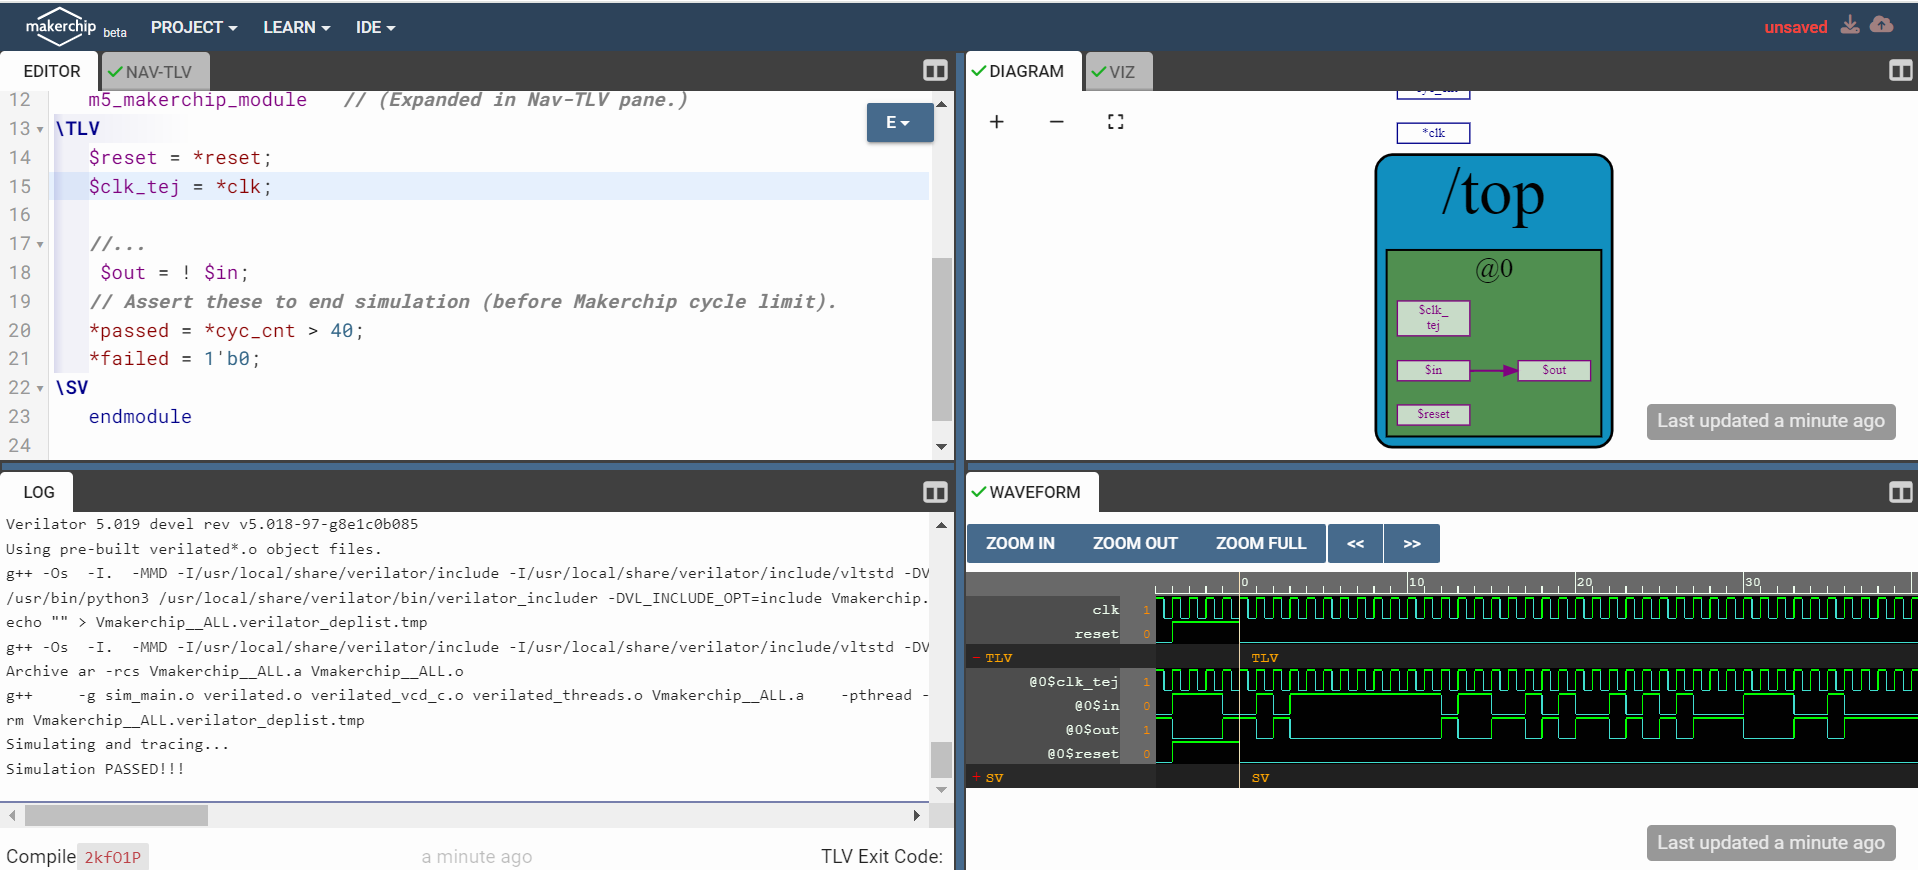 makerchip beta PROJECT LEARN IDE unsaved
EDITOR NAV-TLV
12 m5_makerchip_module // (Expanded in Nav-TLV pane.)
13 \TLV
14 $reset = *reset;
15 $clk_tej = *clk;
16
17 //...
18 $out = ! $in;
19 // Assert these to end simulation (before Makerchip cycle limit).
20 *passed = *cyc_cnt > 40;
21 *failed = 1'b0;
22 \SV
23 endmodule
24
E
DIAGRAM VIZ
+ −
*clk
/top
@0
$clk_
tej
$in $out
$reset
Last updated a minute ago
LOG
Verilator 5.019 devel rev v5.018-97-g8e1c0b085
Using pre-built verilated*.o object files.
g++ -Os -I. -MMD -I/usr/local/share/verilator/include -I/usr/local/share/verilator/include/vltstd -DV
/usr/bin/python3 /usr/local/share/verilator/bin/verilator_includer -DVL_INCLUDE_OPT=include Vmakerchip.
echo "" > Vmakerchip__ALL.verilator_deplist.tmp
g++ -Os -I. -MMD -I/usr/local/share/verilator/include -I/usr/local/share/verilator/include/vltstd -DV
Archive ar -rcs Vmakerchip__ALL.a Vmakerchip__ALL.o
g++ -g sim_main.o verilated.o verilated_vcd_c.o verilated_threads.o Vmakerchip__ALL.a -pthread -
rm Vmakerchip__ALL.verilator_deplist.tmp
Simulating and tracing...
Simulation PASSED!!!
Compile 2kfO1P a minute ago TLV Exit Code:
WAVEFORM
ZOOM IN ZOOM OUT ZOOM FULL << >>
0 10 20 30
clk 1
reset 0
- TLV TLV
@0$clk_tej 1
@0$in 0
@0$out 1
@0$reset 0
+ SV SV
Last updated a minute ago